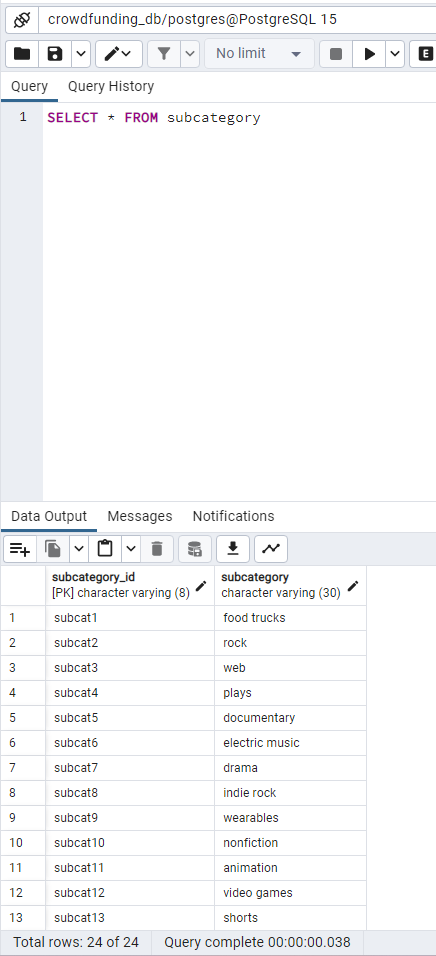 crowdfunding_db/postgres@PostgreSQL 15
No limit
E
Query Query History
1 SELECT * FROM subcategory
Data Output Messages Notifications
subcategory_id subcategory
[PK] character varying (8) character varying (30)
1 subcat1 food trucks
2 subcat2 rock
3 subcat3 web
4 subcat4 plays
5 subcat5 documentary
6 subcat6 electric music
7 subcat7 drama
8 subcat8 indie rock
9 subcat9 wearables
10 subcat10 nonfiction
11 subcat11 animation
12 subcat12 video games
13 subcat13 shorts
Total rows: 24 of 24 Query complete 00:00:00.038